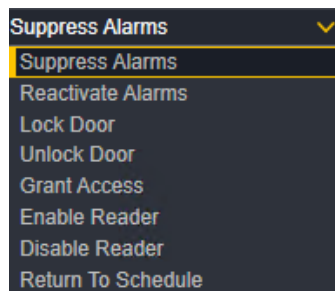 Suppress Alarms
Suppress Alarms
Reactivate Alarms
Lock Door
Unlock Door
Grant Access
Enable Reader
Disable Reader
Return To Schedule